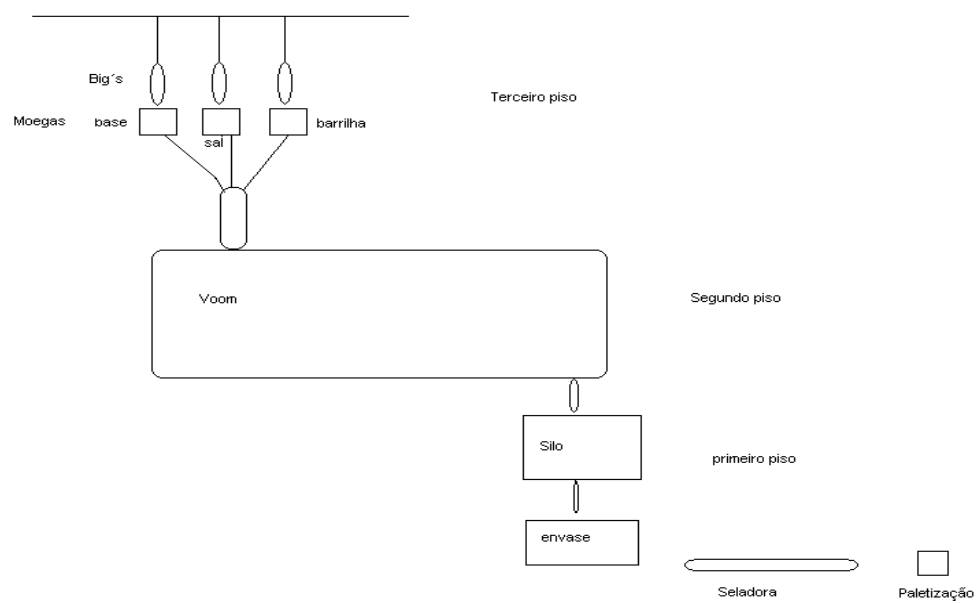 Big's
Terceiro piso
Moegas
base
barrilha
sal
Voom
Segundo piso
Silo
primeiro piso
envase
Seladora
Paletização